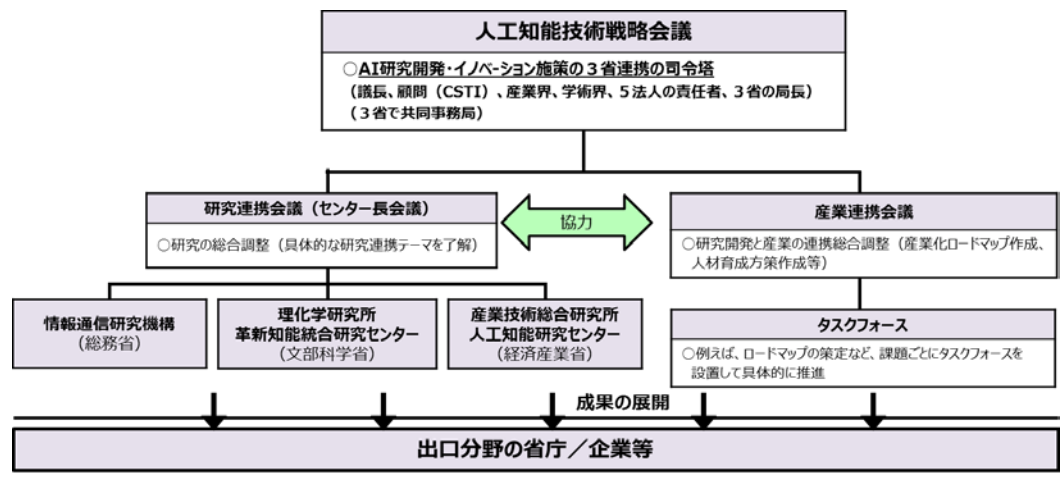 人工知能技術戦略会議
○AI研究開発・イノベーション施策の３省連携の司令塔
（議長、顧問（CSTI）、産業界、学術界、５法人の責任者、３省の局長）
（３省で共同事務局）
研究連携会議（センター長会議）
○研究の総合調整（具体的な研究連携テーマを了解）
協力
産業連携会議
○研究開発と産業の連携総合調整（産業化ロードマップ作成、
人材育成方策作成等）
情報通信研究機構
（総務省）
理化学研究所
革新知能統合研究センター
（文部科学省）
産業技術総合研究所
人工知能研究センター
（経済産業省）
タスクフォース
○例えば、ロードマップの策定など、課題ごとにタスクフォースを
設置して具体的に推進
成果の展開
出口分野の省庁／企業等